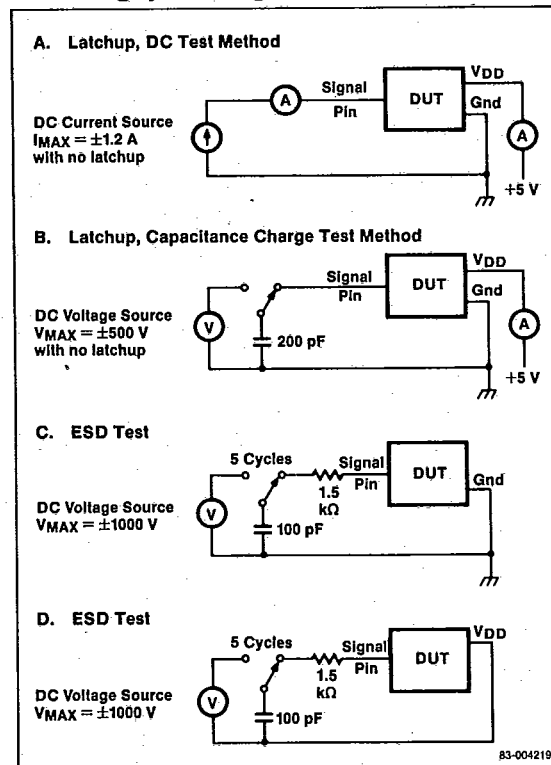 A. Latchup, DC Test Method
DC Current Source
IMAX = ±1.2 A
with no latchup
A
Signal
Pin
DUT
VDD
Gnd
A
+5 V
B. Latchup, Capacitance Charge Test Method
DC Voltage Source
VMAX = ±500 V
with no latchup
V
200 pF
Signal
Pin
DUT
VDD
Gnd
A
+5 V
C. ESD Test
DC Voltage Source
VMAX = ±1000 V
V
5 Cycles
100 pF
1.5
kΩ
Signal
Pin
DUT
Gnd
D. ESD Test
DC Voltage Source
VMAX = ±1000 V
V
5 Cycles
100 pF
1.5
kΩ
Signal
Pin
DUT
VDD
83-004219